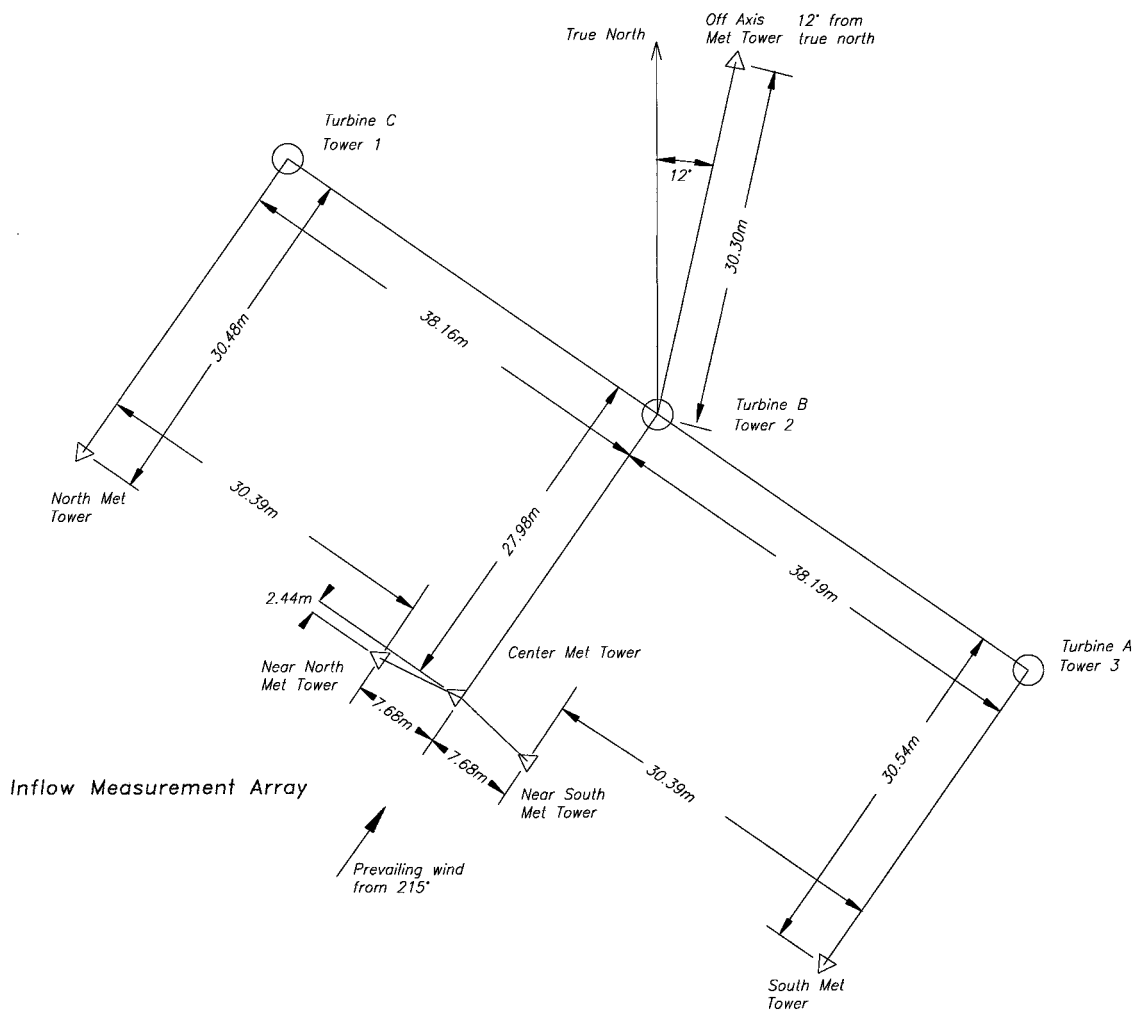 True North
Off Axis
Met Tower
12° from
true north
Turbine C
Tower 1
12°
30.30m
30.48m
38.16m
Turbine B
Tower 2
North Met
Tower
30.39m
27.98m
38.19m
2.44m
Near North
Met Tower
Center Met Tower
Turbine A
Tower 3
7.68m
7.68m
30.39m
30.54m
Inflow Measurement Array
Near South
Met Tower
Prevailing wind
from 215°
South Met
Tower